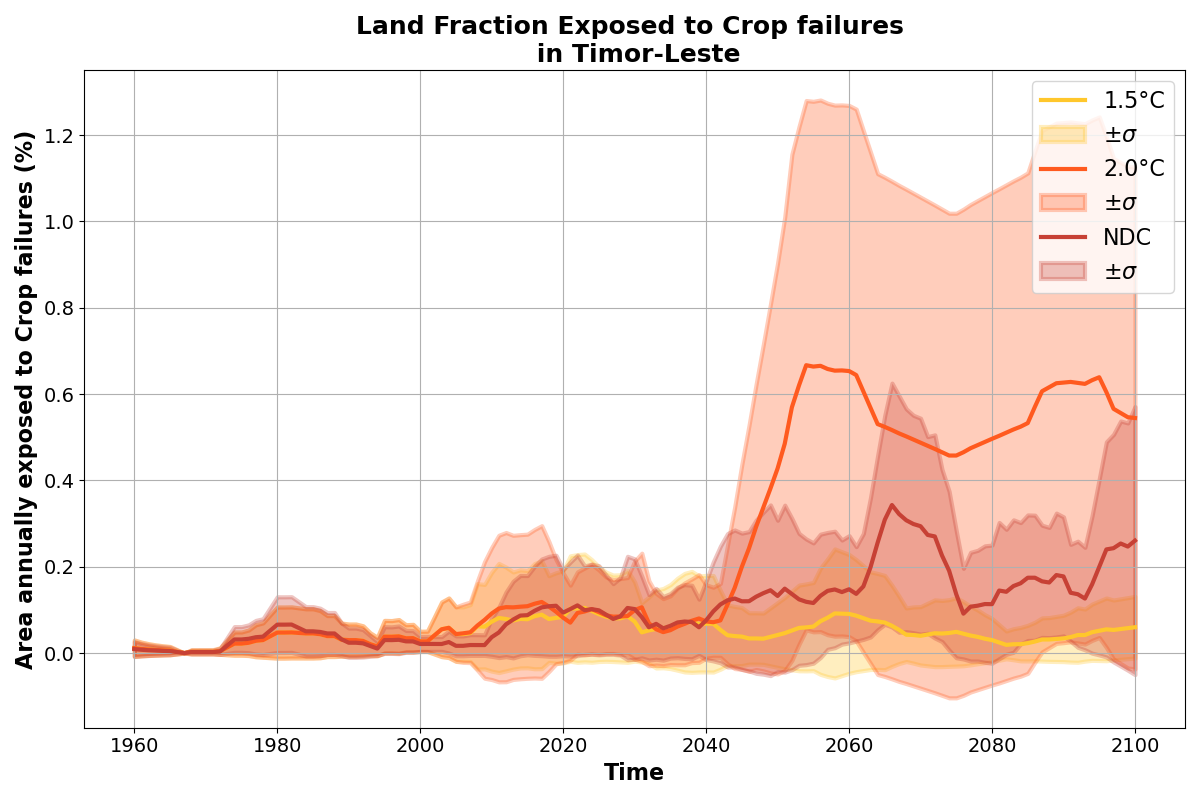 Land Fraction Exposed to Crop failures
in Timor-Leste
Area annually exposed to Crop failures (%)
1.2
1.0
0.8
0.6
0.4
0.2
0.0
1.5°C
±σ
2.0°C
±σ
NDC
±σ
1960 1980 2000 2020 2040 2060 2080 2100
Time